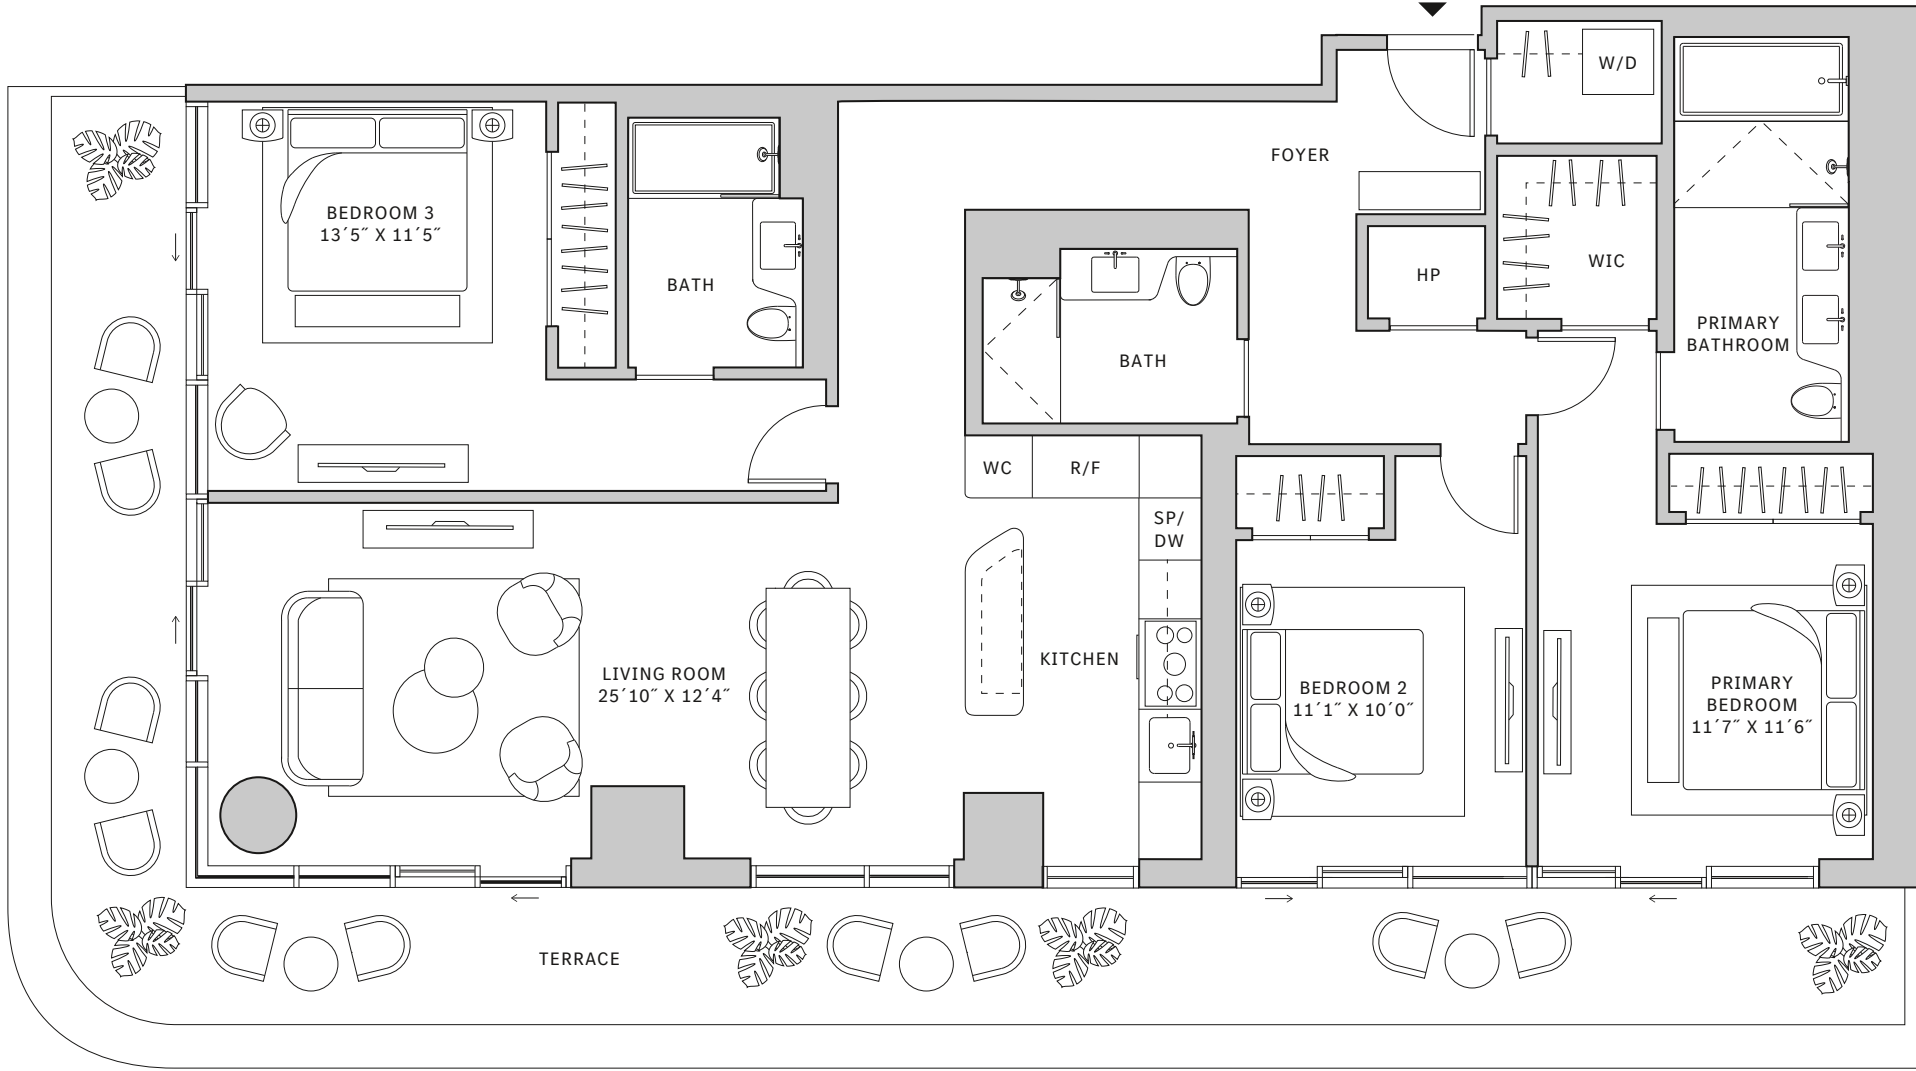 W/D
FOYER
BEDROOM 3
13´5˝ X 11´5˝
BATH
HP
WIC
PRIMARY
BATHROOM
BATH
WC
R/F
SP/
DW
LIVING ROOM
25´10˝ X 12´4˝
KITCHEN
BEDROOM 2
11´1˝ X 10´0˝
PRIMARY
BEDROOM
11´7˝ X 11´6˝
TERRACE